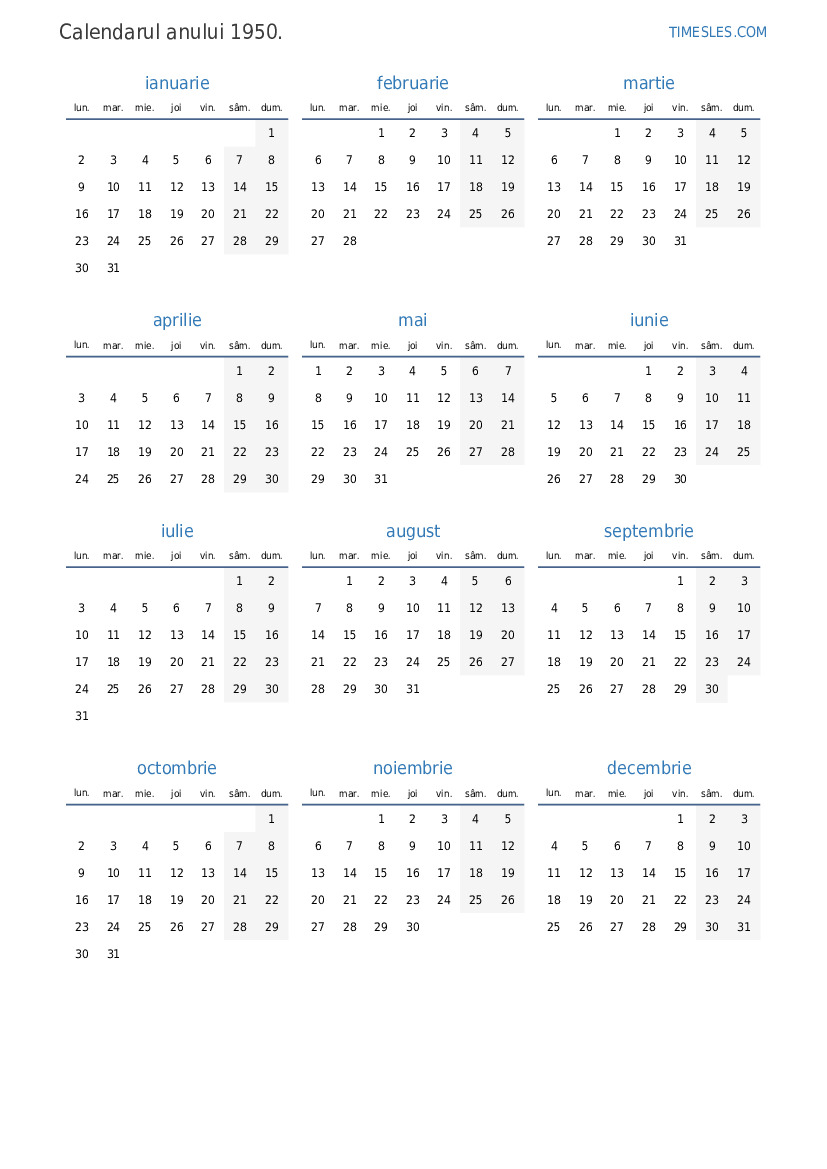 Calendarul anului 1950.
TIMESLES.COM
ianuarie
lun. mar. mie. joi vin. sâm. dum.
1
2 3 4 5 6 7 8
9 10 11 12 13 14 15
16 17 18 19 20 21 22
23 24 25 26 27 28 29
30 31
februarie
lun. mar. mie. joi vin. sâm. dum.
1 2 3 4 5
6 7 8 9 10 11 12
13 14 15 16 17 18 19
20 21 22 23 24 25 26
27 28
martie
lun. mar. mie. joi vin. sâm. dum.
1 2 3 4 5
6 7 8 9 10 11 12
13 14 15 16 17 18 19
20 21 22 23 24 25 26
27 28 29 30 31
aprilie
lun. mar. mie. joi vin. sâm. dum.
1 2
3 4 5 6 7 8 9
10 11 12 13 14 15 16
17 18 19 20 21 22 23
24 25 26 27 28 29 30
mai
lun. mar. mie. joi vin. sâm. dum.
1 2 3 4 5 6 7
8 9 10 11 12 13 14
15 16 17 18 19 20 21
22 23 24 25 26 27 28
29 30 31
iunie
lun. mar. mie. joi vin. sâm. dum.
1 2 3 4
5 6 7 8 9 10 11
12 13 14 15 16 17 18
19 20 21 22 23 24 25
26 27 28 29 30
iulie
lun. mar. mie. joi vin. sâm. dum.
1 2
3 4 5 6 7 8 9
10 11 12 13 14 15 16
17 18 19 20 21 22 23
24 25 26 27 28 29 30
31
august
lun. mar. mie. joi vin. sâm. dum.
1 2 3 4 5 6
7 8 9 10 11 12 13
14 15 16 17 18 19 20
21 22 23 24 25 26 27
28 29 30 31
septembrie
lun. mar. mie. joi vin. sâm. dum.
1 2 3
4 5 6 7 8 9 10
11 12 13 14 15 16 17
18 19 20 21 22 23 24
25 26 27 28 29 30
octombrie
lun. mar. mie. joi vin. sâm. dum.
1
2 3 4 5 6 7 8
9 10 11 12 13 14 15
16 17 18 19 20 21 22
23 24 25 26 27 28 29
30 31
noiembrie
lun. mar. mie. joi vin. sâm. dum.
1 2 3 4 5
6 7 8 9 10 11 12
13 14 15 16 17 18 19
20 21 22 23 24 25 26
27 28 29 30
decembrie
lun. mar. mie. joi vin. sâm. dum.
1 2 3
4 5 6 7 8 9 10
11 12 13 14 15 16 17
18 19 20 21 22 23 24
25 26 27 28 29 30 31